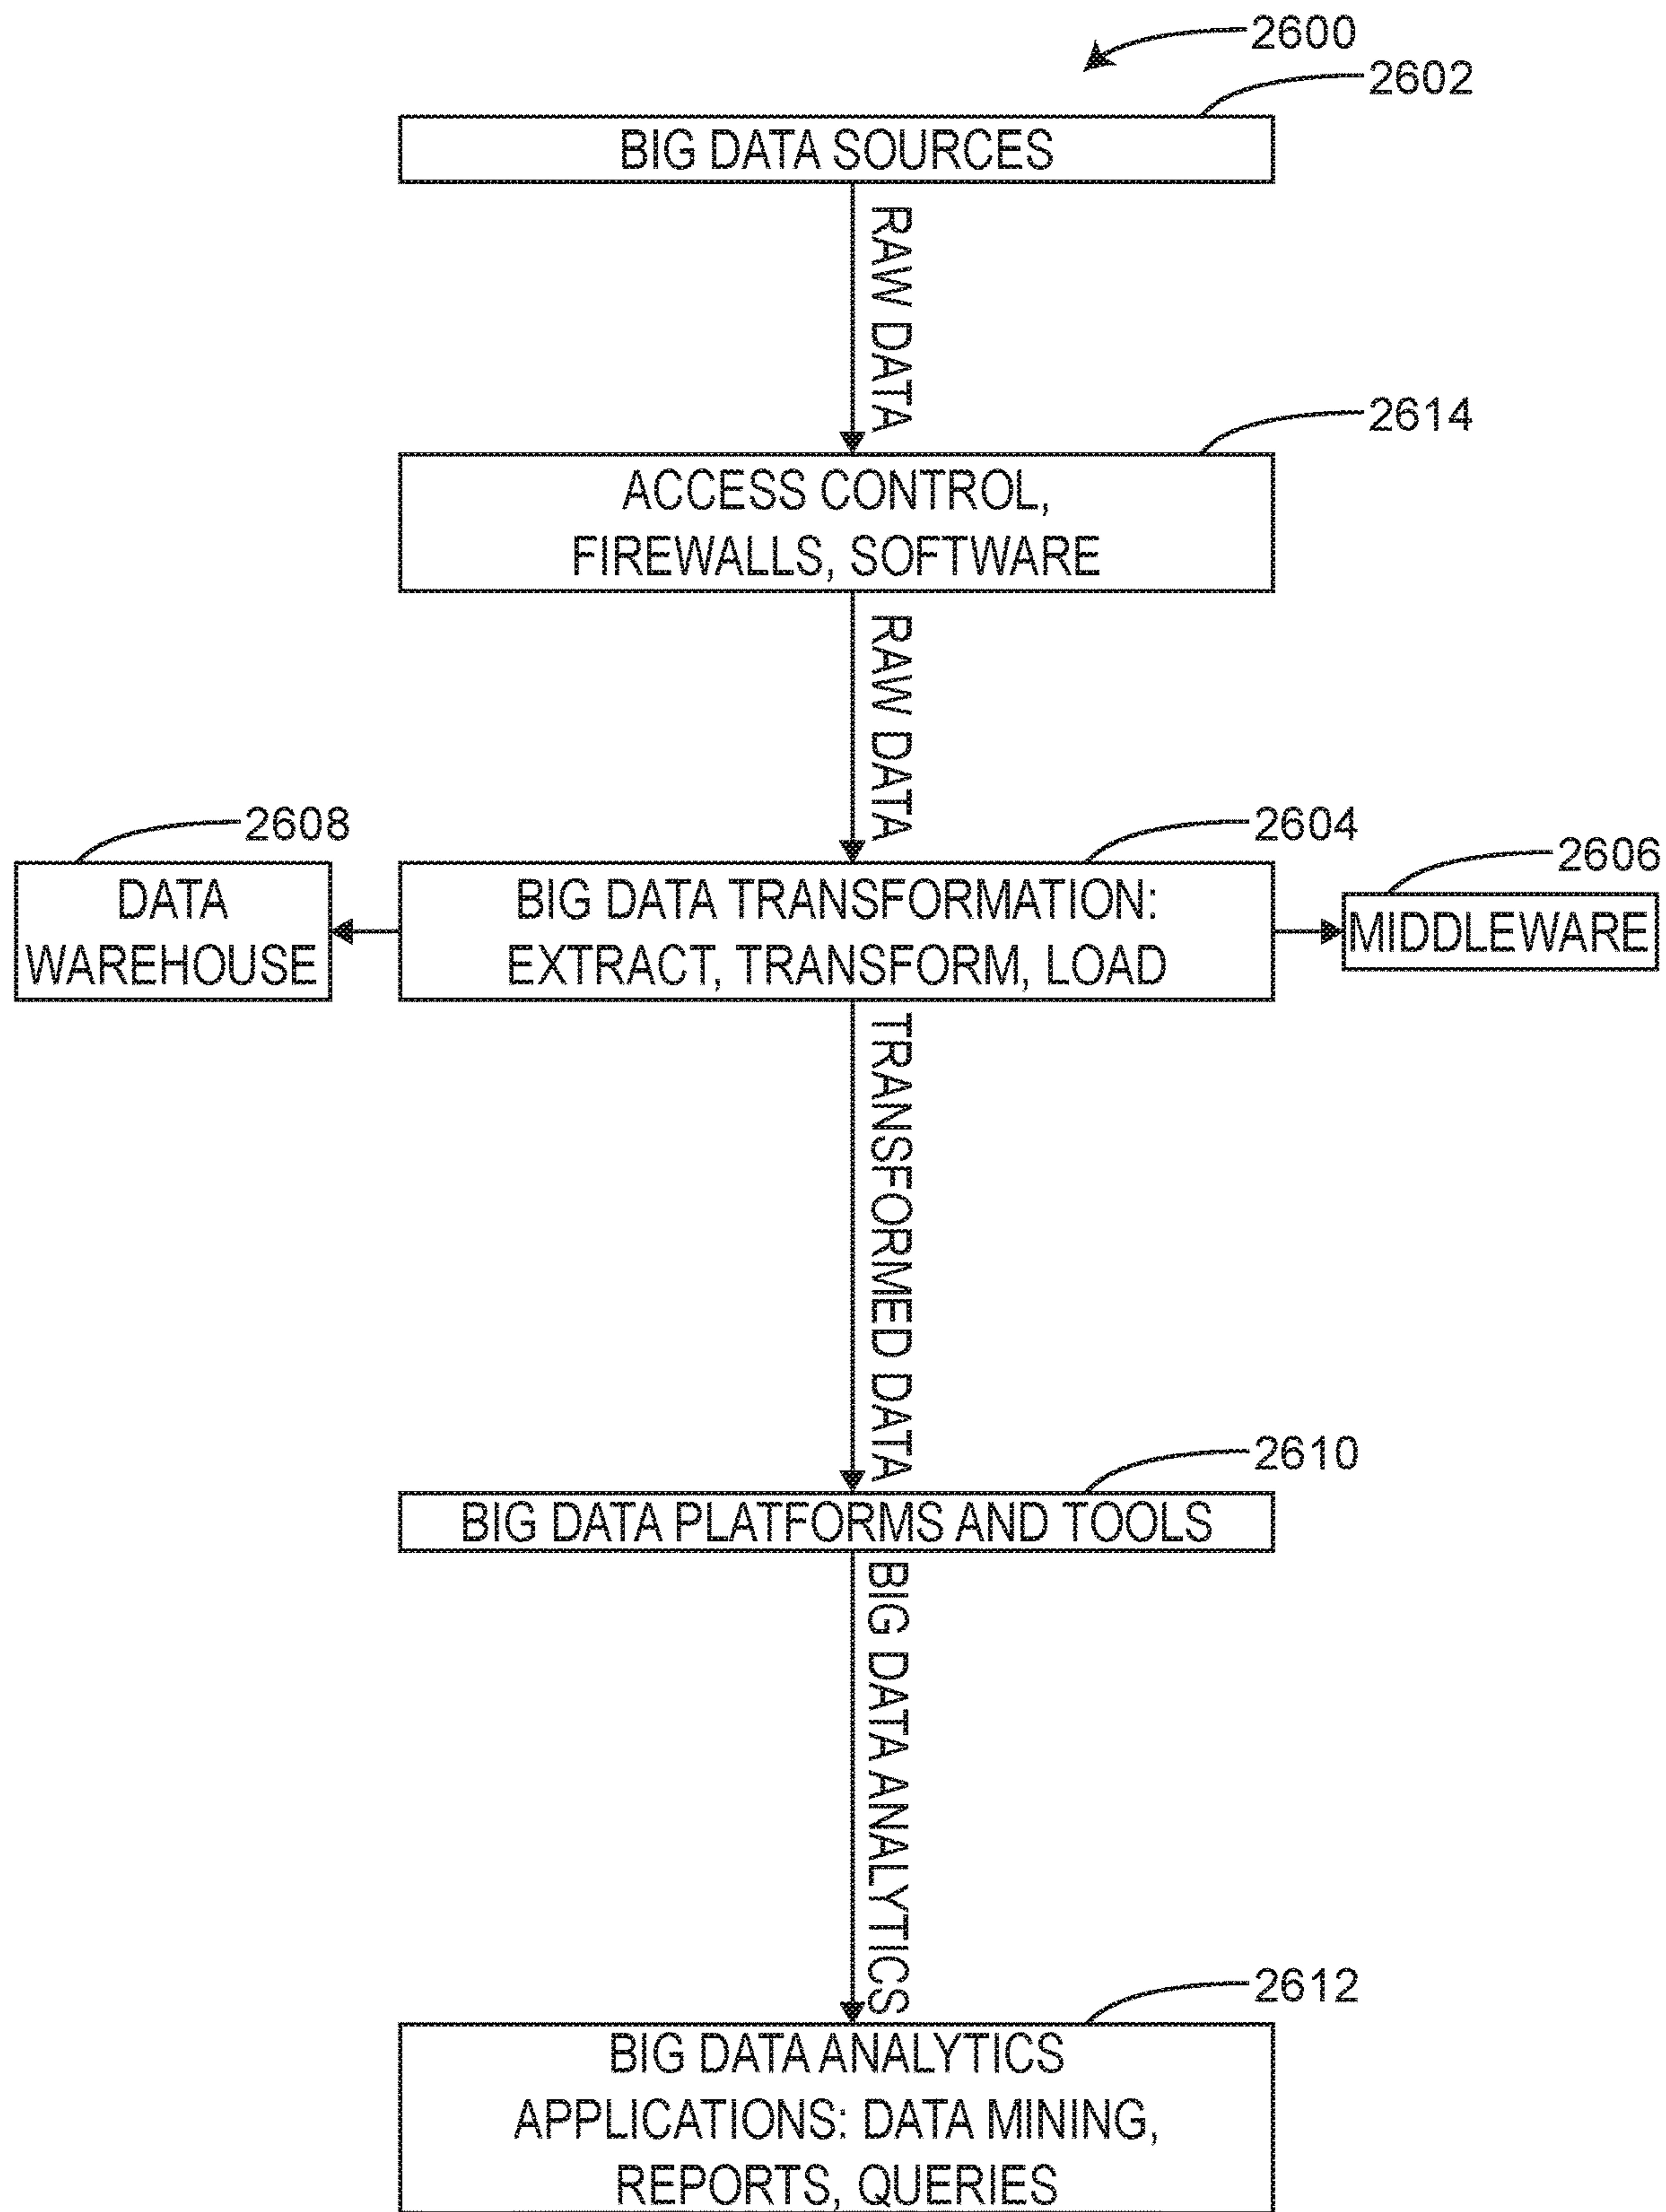 2600
2602
BIG DATA SOURCES
RAW DATA
2614
ACCESS CONTROL,
FIREWALLS, SOFTWARE
RAW DATA
2608
2604
2606
DATA
WAREHOUSE
BIG DATA TRANSFORMATION:
EXTRACT, TRANSFORM, LOAD
MIDDLEWARE
TRANSFORMED DATA
2610
BIG DATA PLATFORMS AND TOOLS
BIG DATA ANALYTICS
2612
BIG DATA ANALYTICS
APPLICATIONS: DATA MINING,
REPORTS, QUERIES